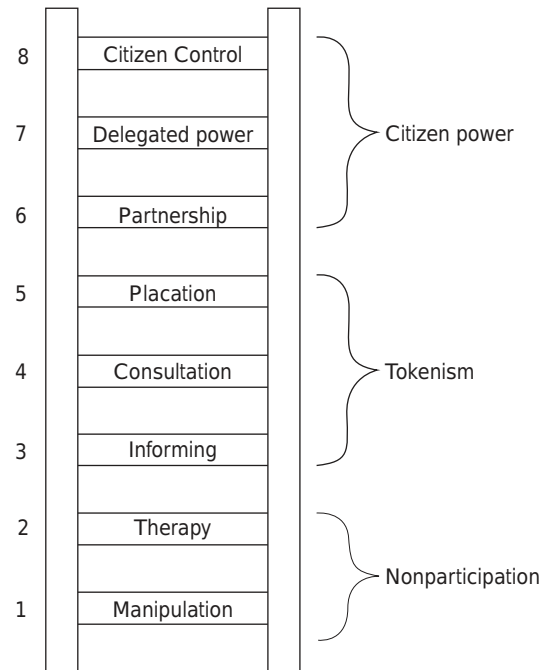 8 Citizen Control
7 Delegated power
Citizen power
6 Partnership
5 Placation
4 Consultation
Tokenism
3 Informing
2 Therapy
Nonparticipation
1 Manipulation